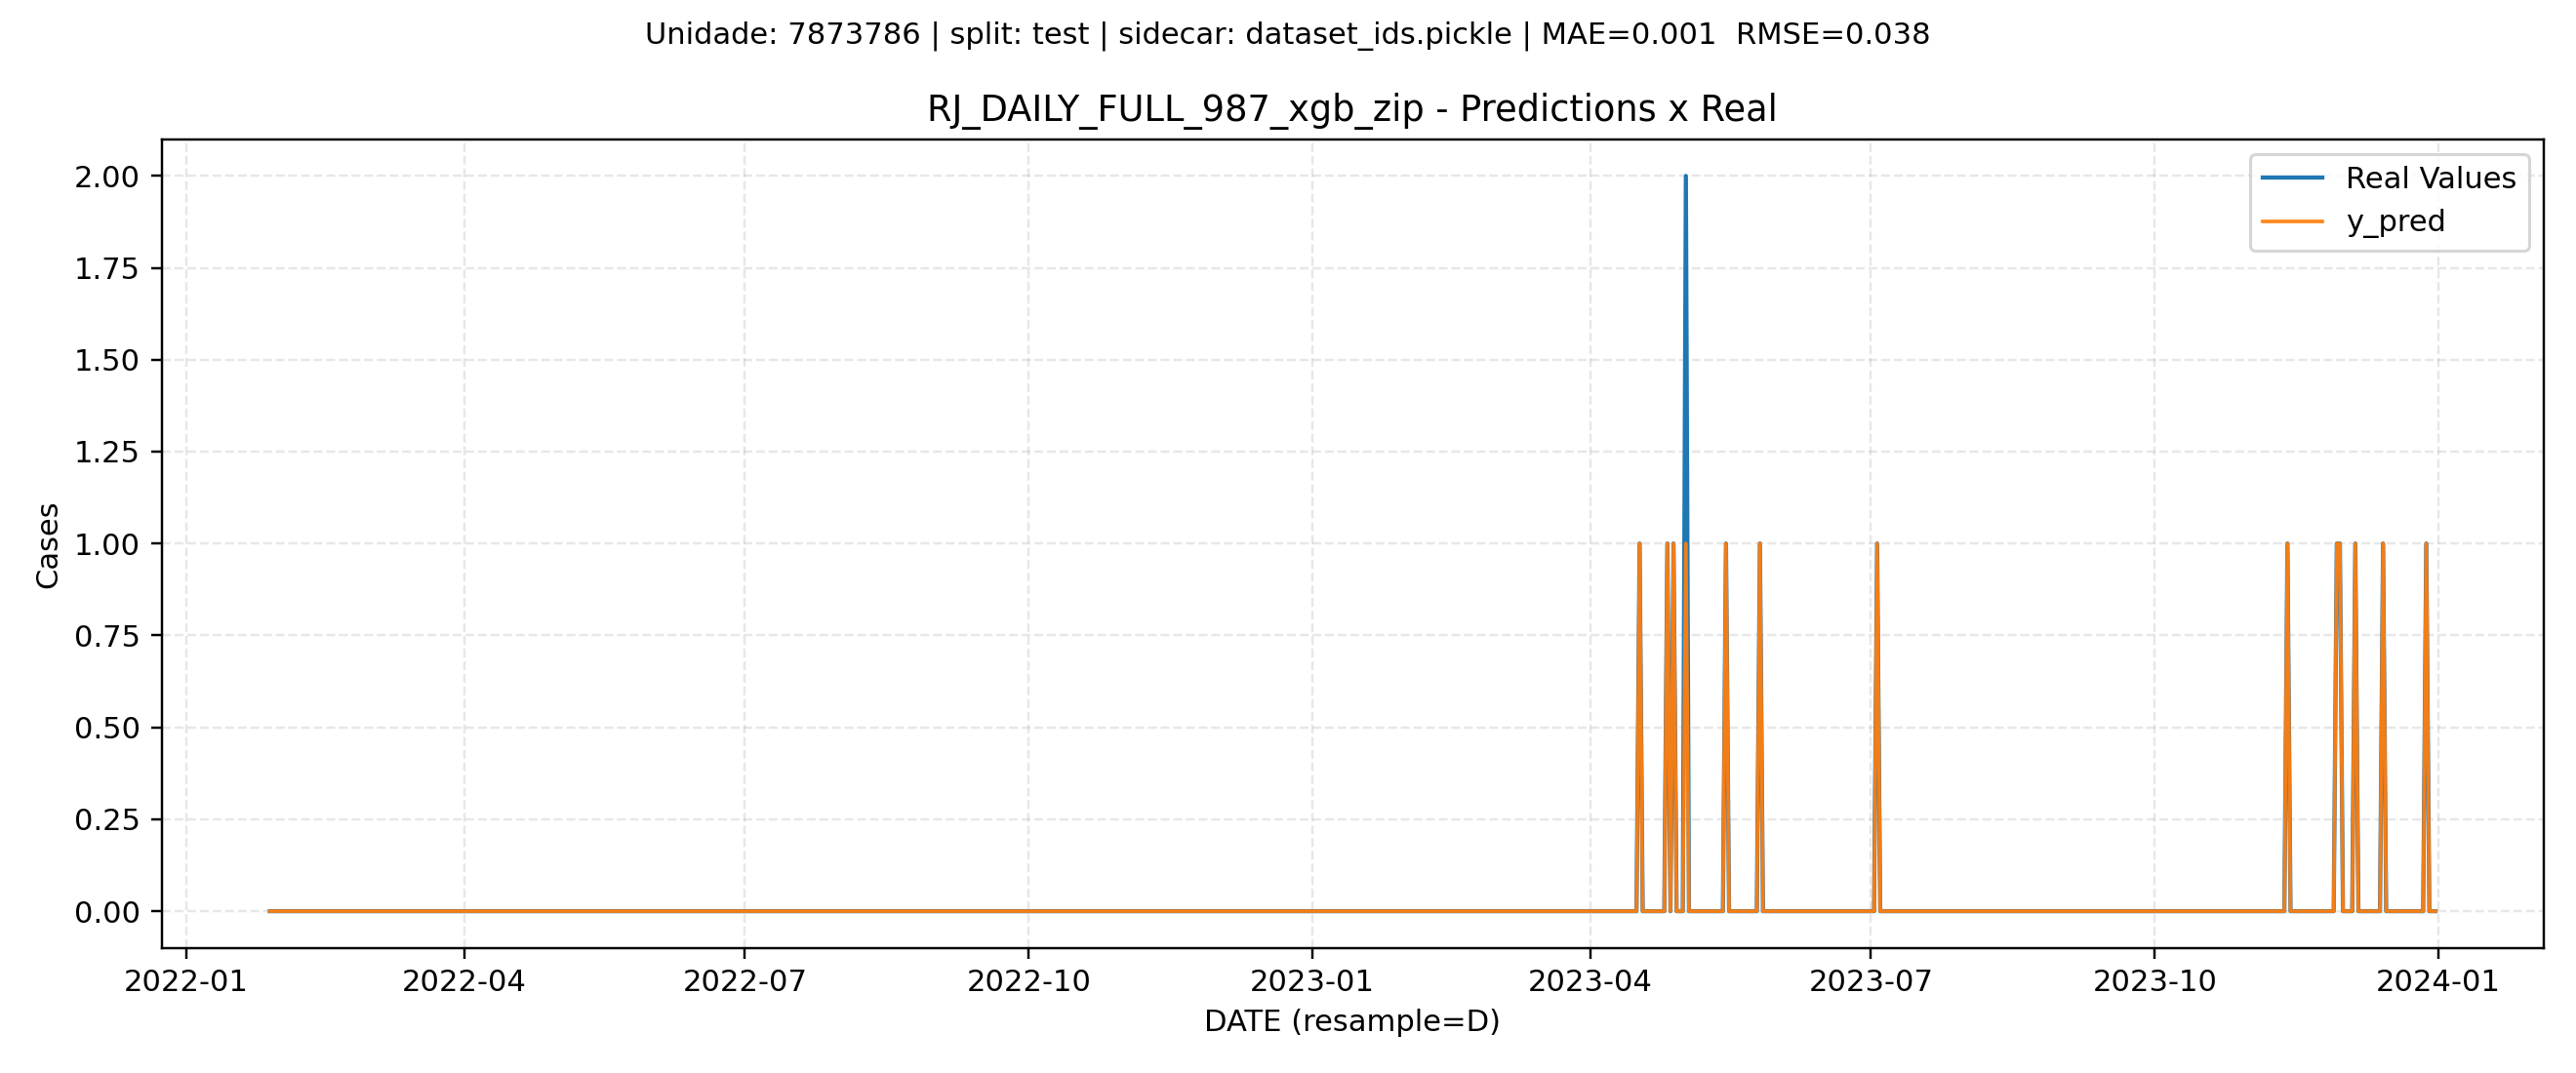 Unidade: 7873786 | split: test | sidecar: dataset_ids.pickle | MAE=0.001  RMSE=0.038
RJ_DAILY_FULL_987_xgb_zip - Predictions x Real
Real Values
y_pred
2.00
1.75
1.50
1.25
1.00
0.75
0.50
0.25
0.00
Cases
2022-01 2022-04 2022-07 2022-10 2023-01 2023-04 2023-07 2023-10 2024-01
DATE (resample=D)